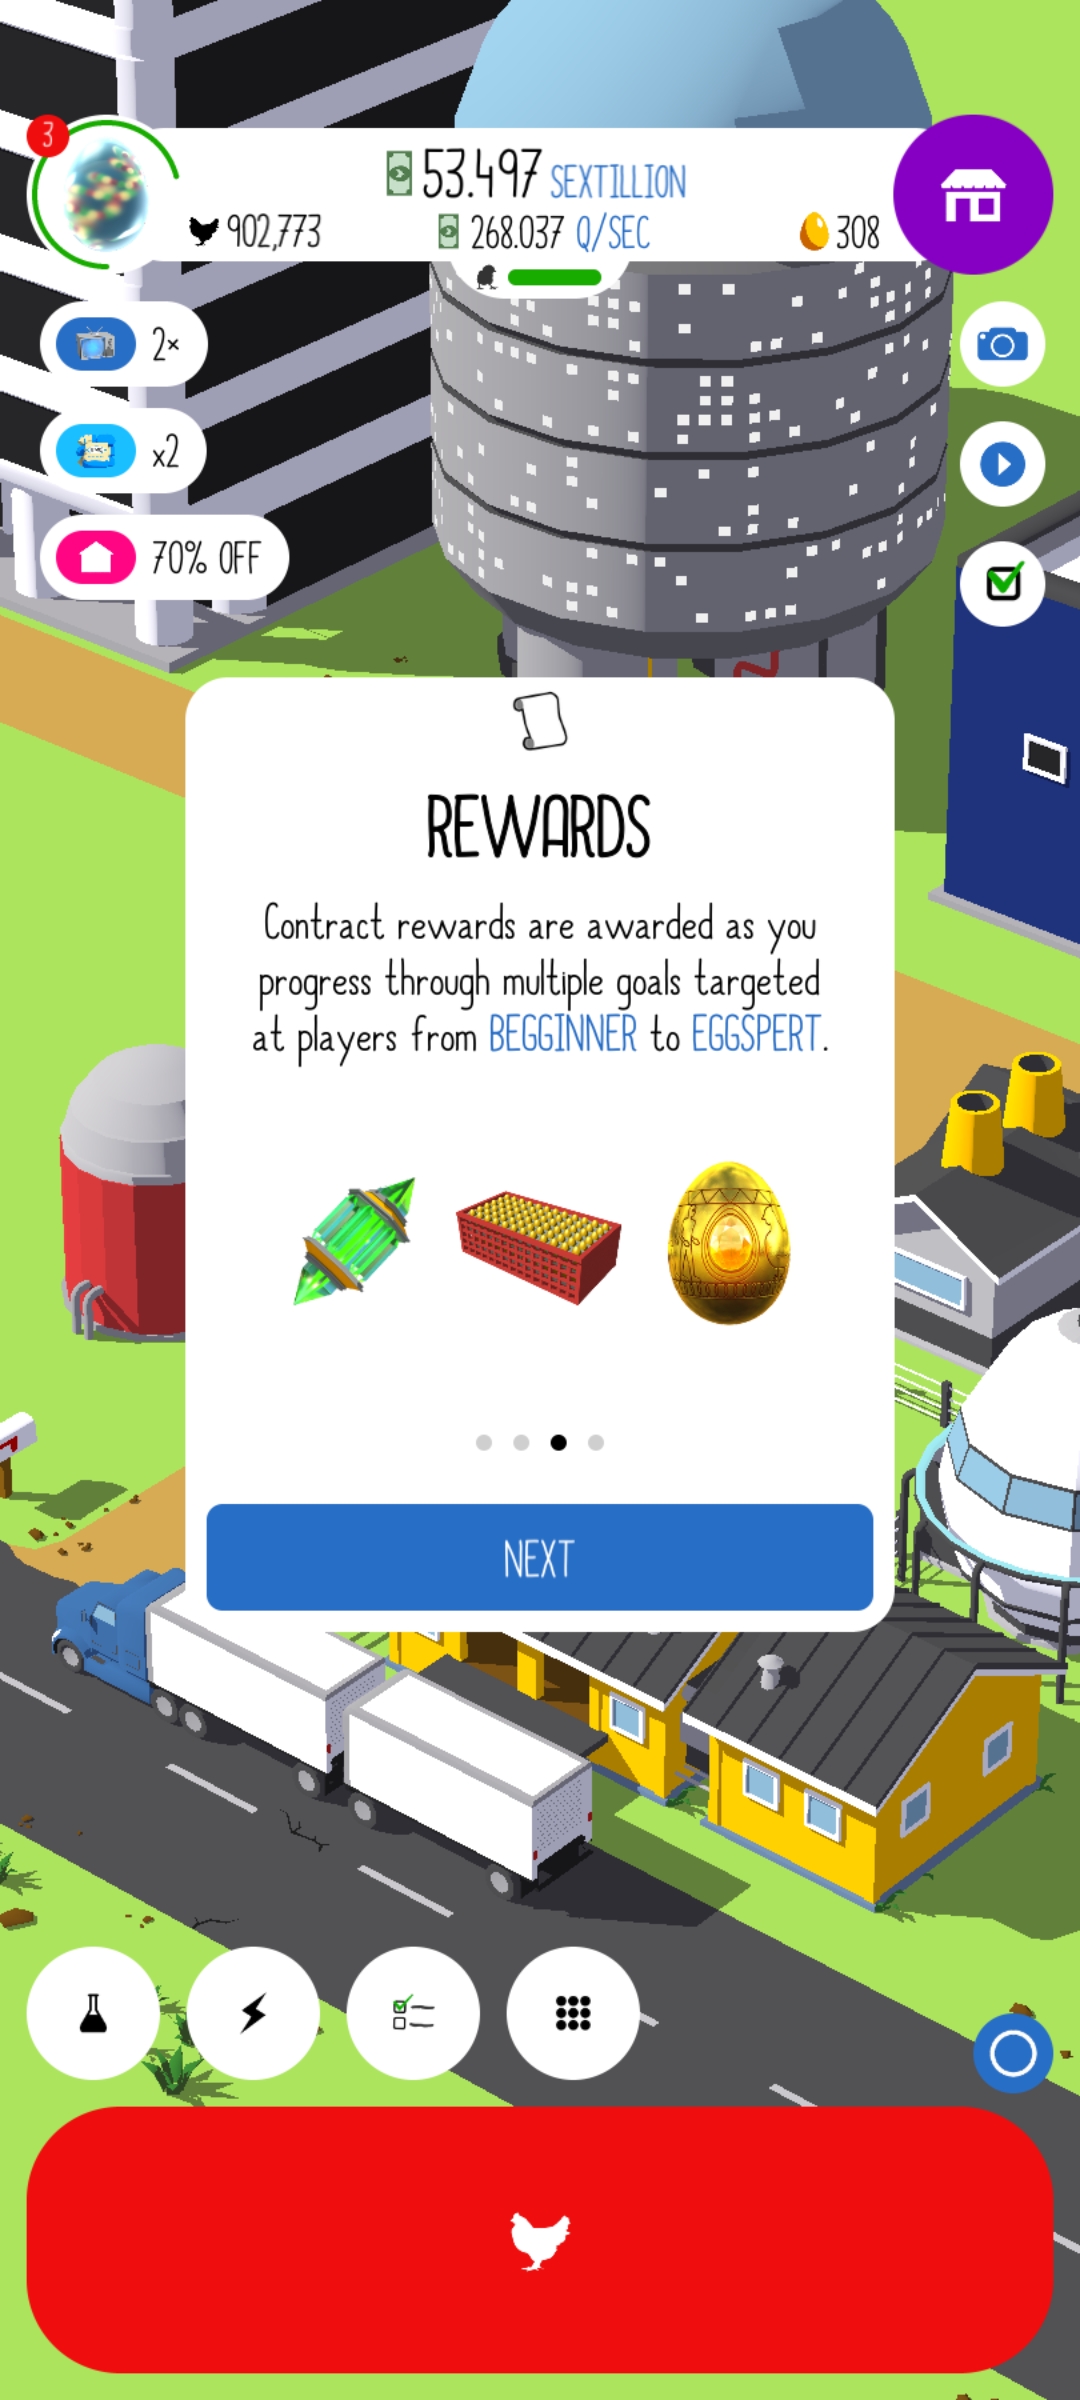 3
53.497 SEXTILLION
902,773 268.037 Q/SEC 308
2×
x2
70% OFF
REWARDS
Contract rewards are awarded as you
progress through multiple goals targeted
at players from BEGGINNER to EGGSPERT.
NEXT